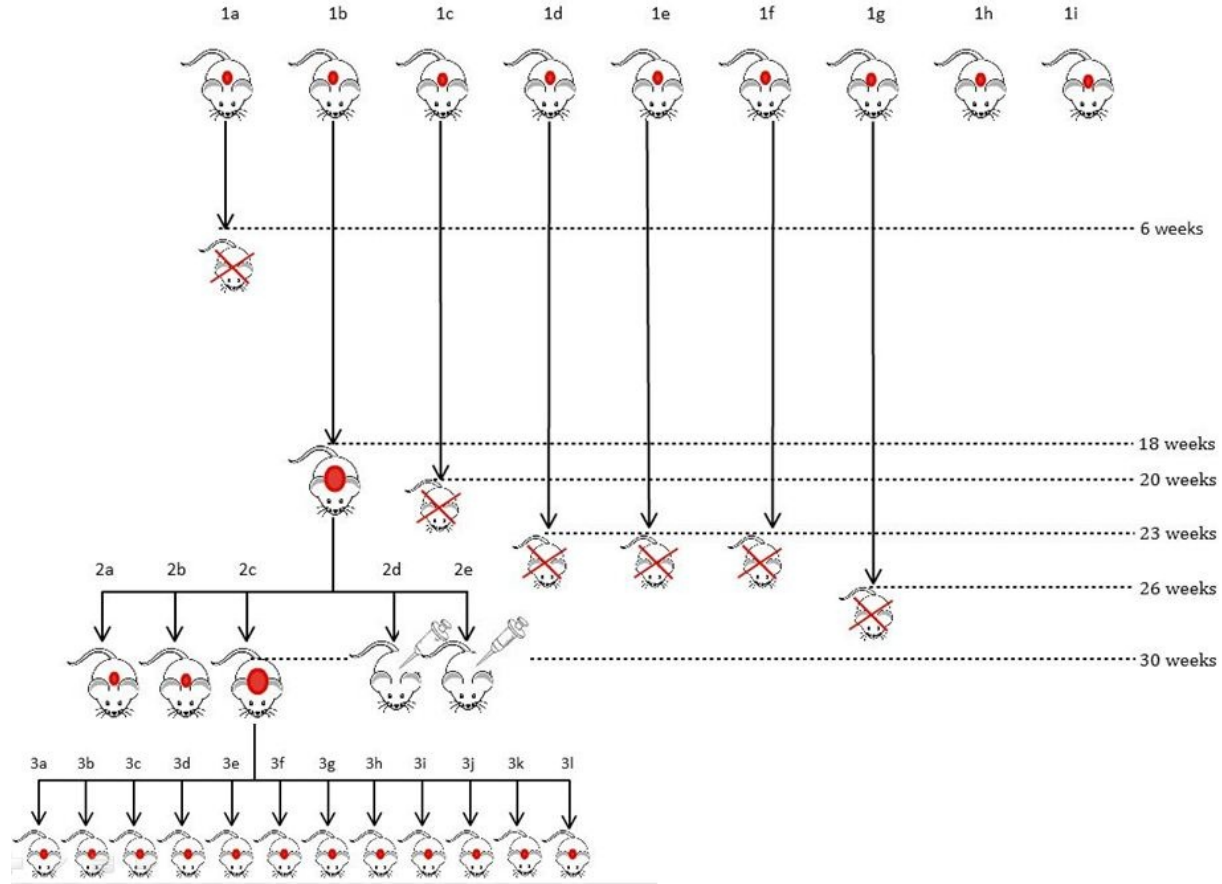 1a 1b 1c 1d 1e 1f 1g 1h 1i
6 weeks
18 weeks
20 weeks
23 weeks
2a 2b 2c 2d 2e
26 weeks
30 weeks
3a 3b 3c 3d 3e 3f 3g 3h 3i 3j 3k 3l